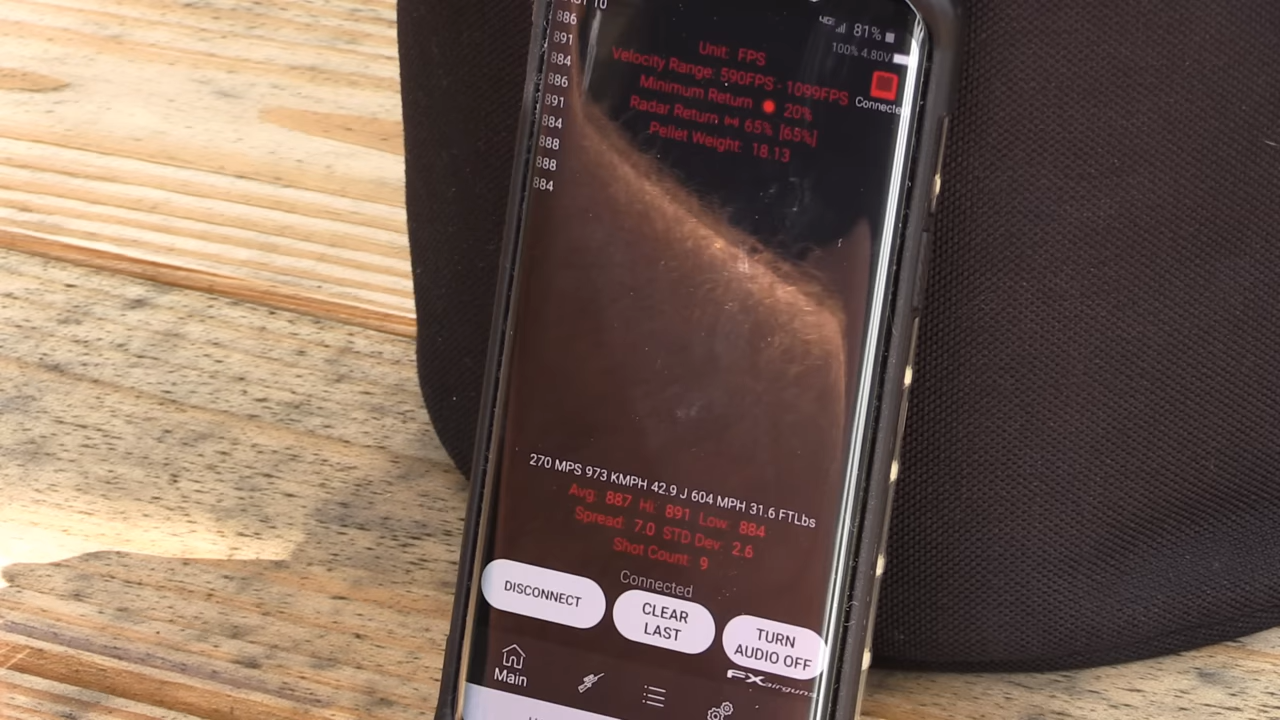 10
886
891
884
886
891
884
888
888
884
4GE 81%
100% 4.80V
Unit: FPS
Velocity Range: 590FPS - 1099FPS
Minimum Return 20%
Radar Return 65% [65%]
Pellet Weight: 18.13
Connecte
270 MPS 973 KMPH 42.9 J 604 MPH 31.6 FTLbs
Avg: 887 Hi: 891 Low: 884
Spread: 7.0 STD Dev: 2.6
Shot Count: 9
Connected
DISCONNECT
CLEAR
LAST
TURN
AUDIO OFF
FXairguns
Main